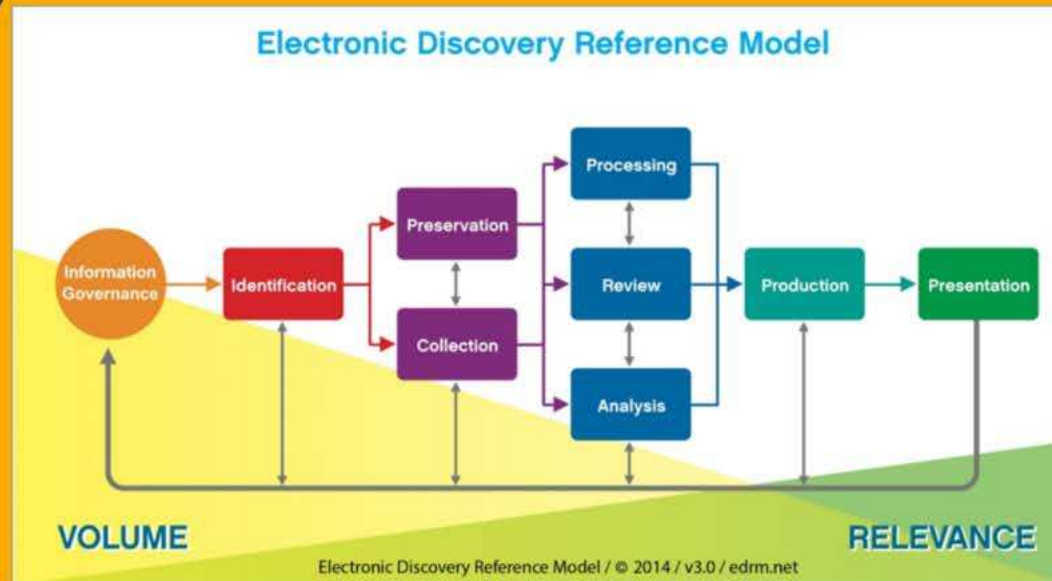 Electronic Discovery Reference Model
Information
Governance
Identification
Preservation
Collection
Processing
Review
Analysis
Production
Presentation
VOLUME
RELEVANCE
Electronic Discovery Reference Model / © 2014 / v3.0 / edrm.net